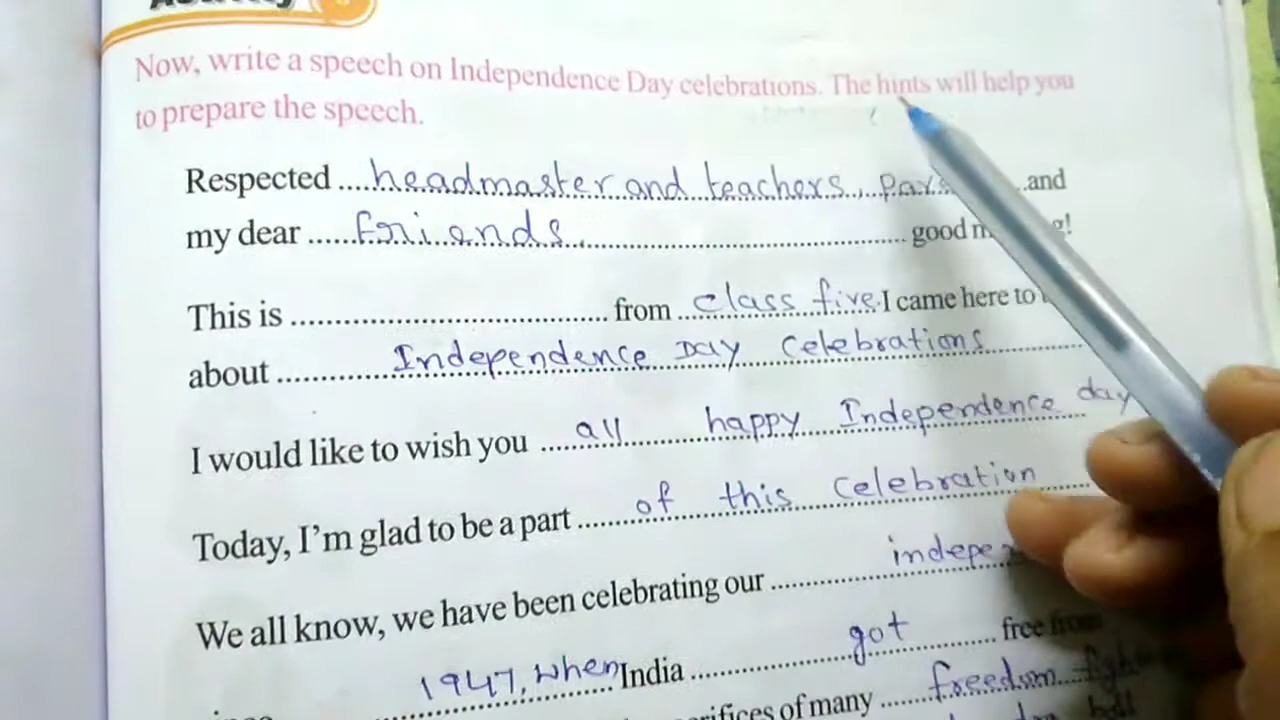 Activity
Now, write a speech on Independence Day celebrations. The hints will help you
to prepare the speech.
Respected ....headmaster and teachers, ...and
my dear ......friends............ good
This is .................... from ..class five. I came here to
about ............Independence Day Celebrations............
I would like to wish you ...all happy Independence day
Today, I'm glad to be a part ......of this celebration......
We all know, we have been celebrating our ............
1947, when India ............got............ free from
of many ......freedom